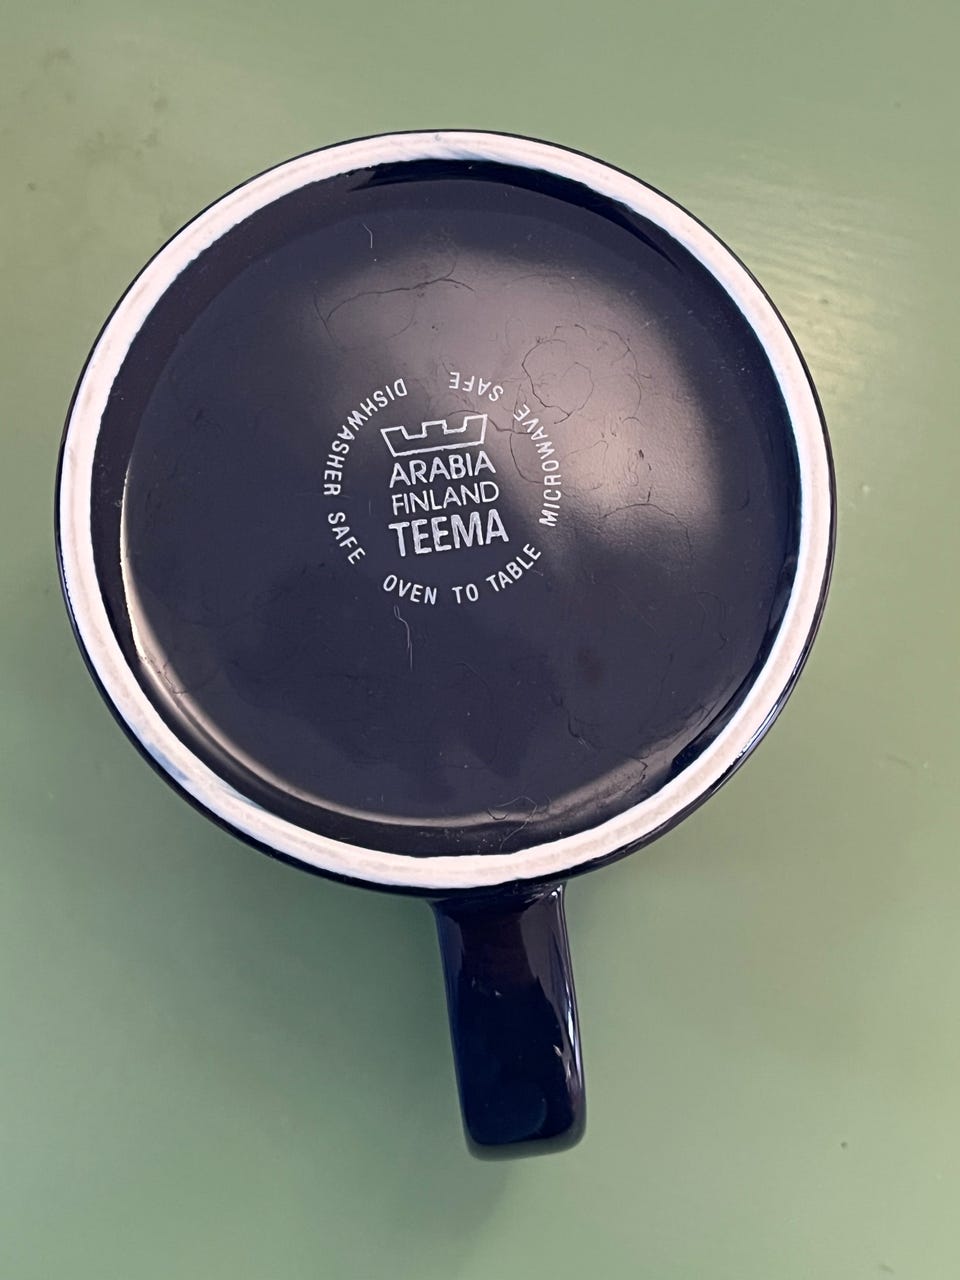 ARABIA
FINLAND
TEEMA
DISHWASHER SAFE
OVEN TO TABLE
MICROWAVE SAFE